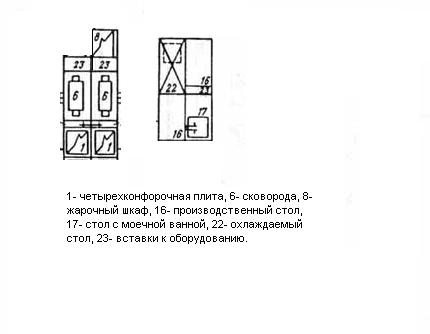 8
23 23
6 6
1 1
22
16
23
17
16
1- четырехконфорочная плита, 6- сковорода, 8-
жарочный шкаф, 16- производственный стол,
17- стол с моечной ванной, 22- охлаждаемый
стол, 23- вставки к оборудованию.